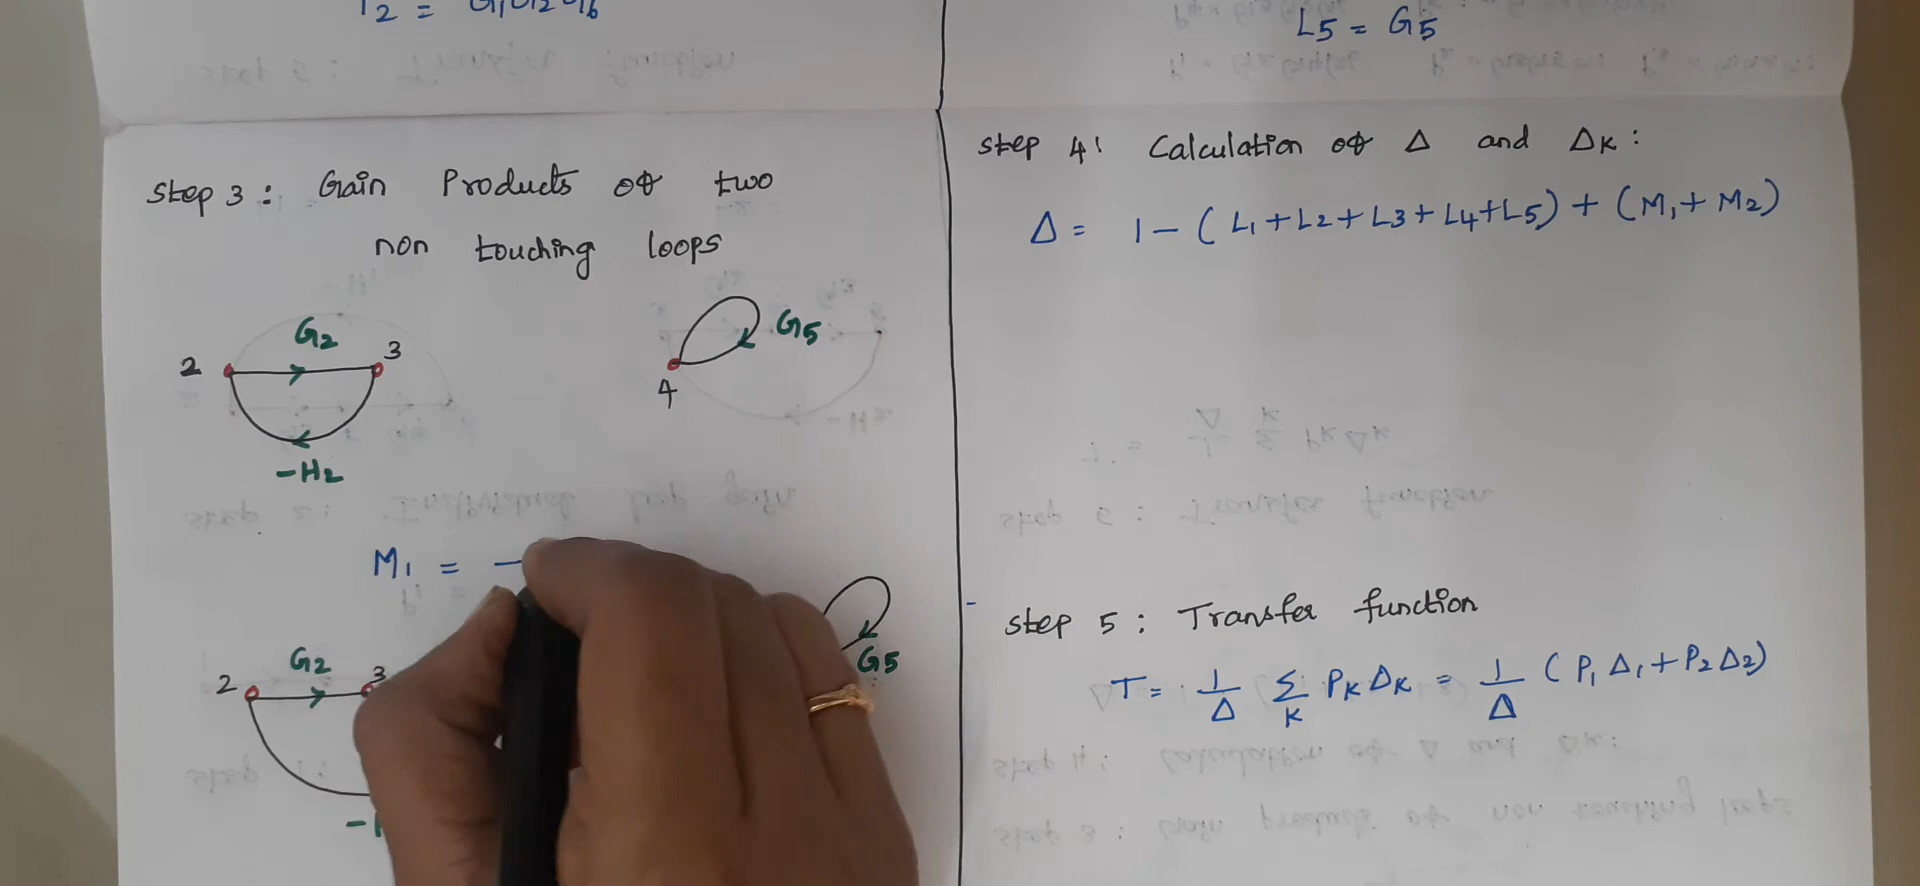 L5 = G5
Step 3: Gain Products of two
non touching loops
G2
2
3
-H2
G5
4
M1 = -
G2
2
3
G5
step 4: Calculation of Δ and ΔK:
Δ = 1 - (L1 + L2 + L3 + L4 + L5) + (M1 + M2)
step 5: Transfer function
T = 1/Δ Σ K PK ΔK = 1/Δ (P1 Δ1 + P2 Δ2)